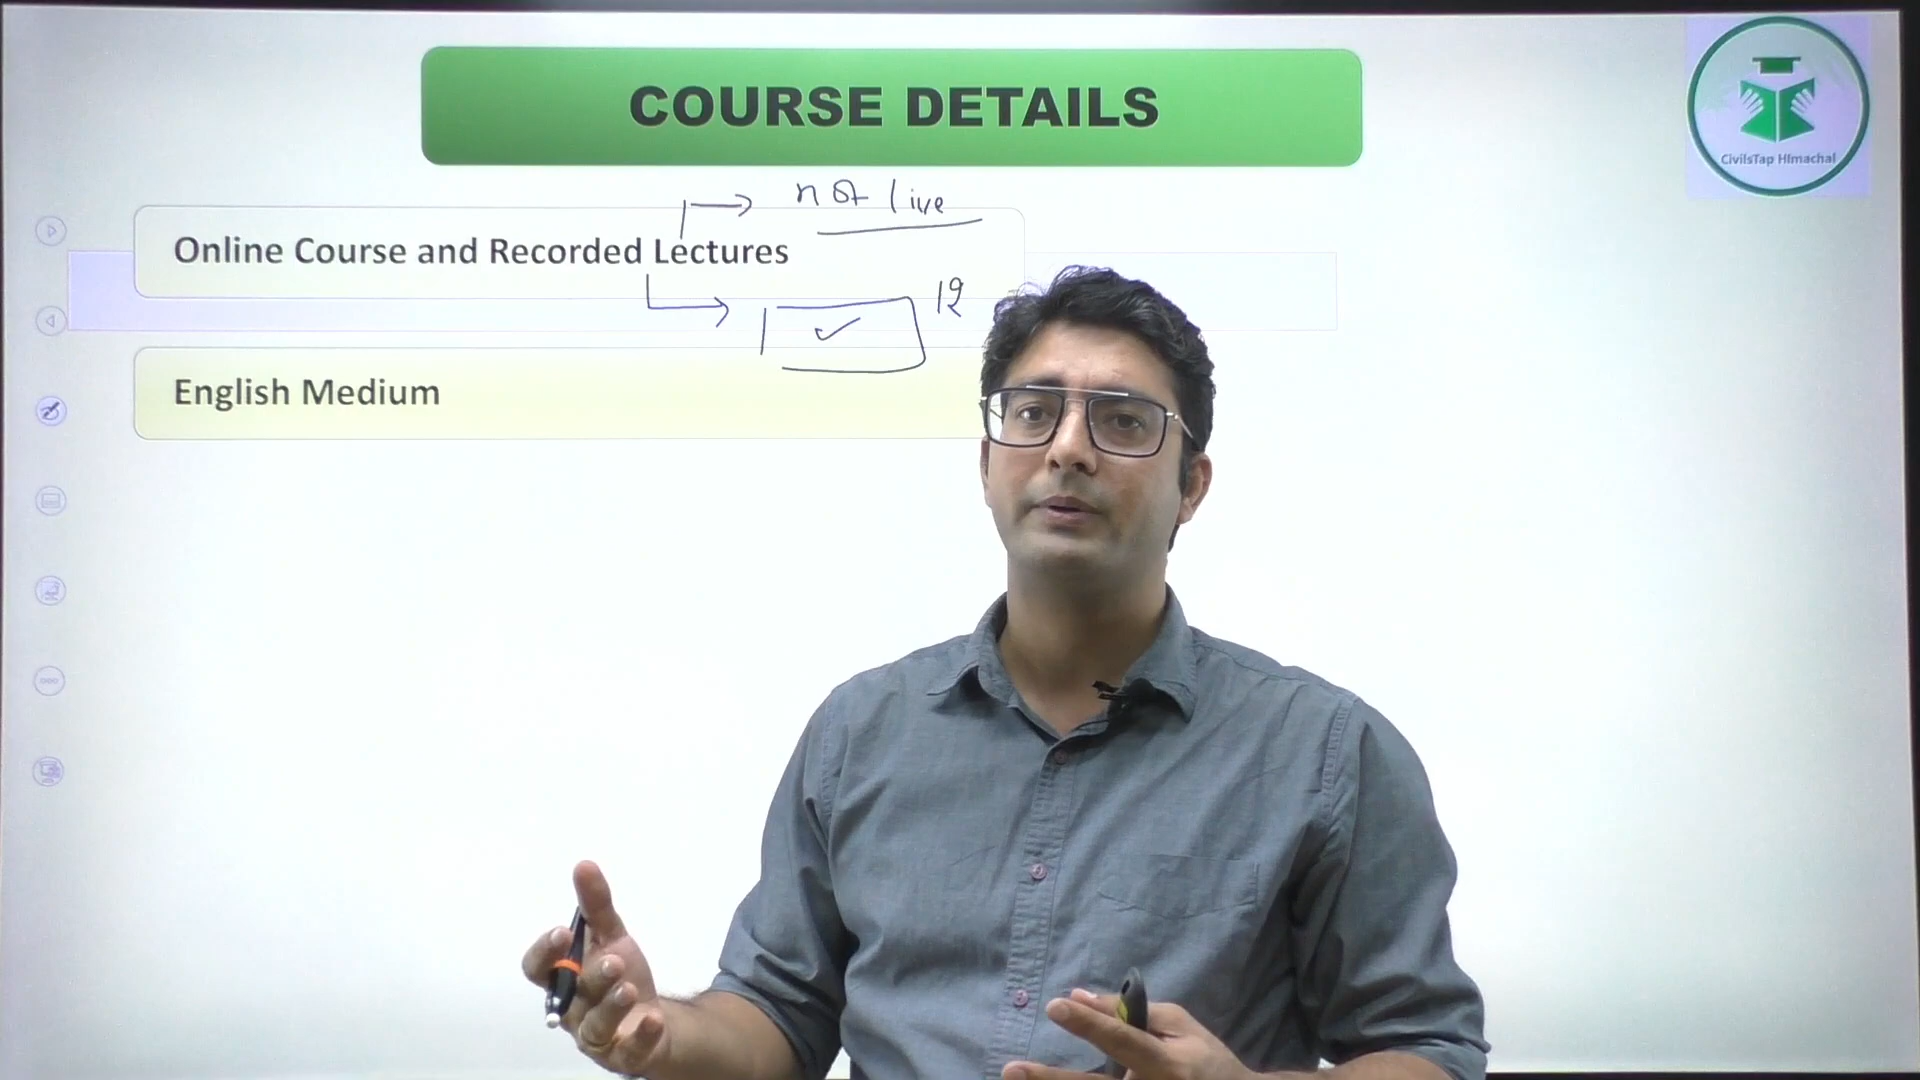 COURSE DETAILS
CivilsTap HImachal
not live
Online Course and Recorded Lectures
12
English Medium